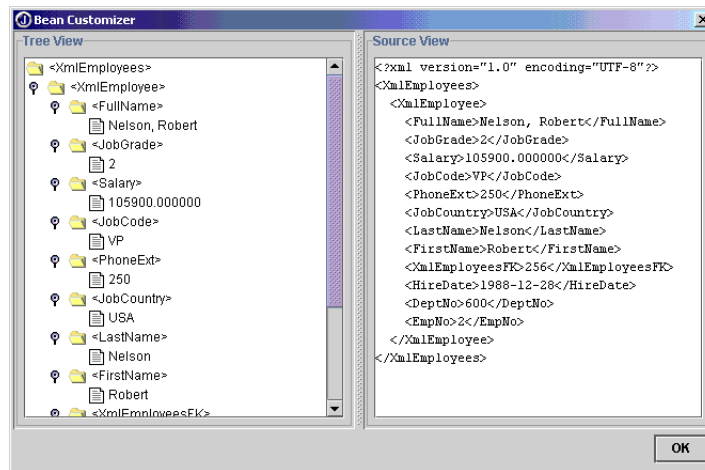 Bean Customizer
Tree View
<XmlEmployees>
<XmlEmployee>
<FullName>
Nelson, Robert
<JobGrade>
2
<Salary>
105900.000000
<JobCode>
VP
<PhoneExt>
250
<JobCountry>
USA
<LastName>
Nelson
<FirstName>
Robert
<XmlEmployeesFK>
Source View
<?xml version="1.0" encoding="UTF-8"?>
<XmlEmployees>
<XmlEmployee>
<FullName>Nelson, Robert</FullName>
<JobGrade>2</JobGrade>
<Salary>105900.000000</Salary>
<JobCode>VP</JobCode>
<PhoneExt>250</PhoneExt>
<JobCountry>USA</JobCountry>
<LastName>Nelson</LastName>
<FirstName>Robert</FirstName>
<XmlEmployeesFK>256</XmlEmployeesFK>
<HireDate>1988-12-28</HireDate>
<DeptNo>600</DeptNo>
<EmpNo>2</EmpNo>
</XmlEmployee>
</XmlEmployees>
OK